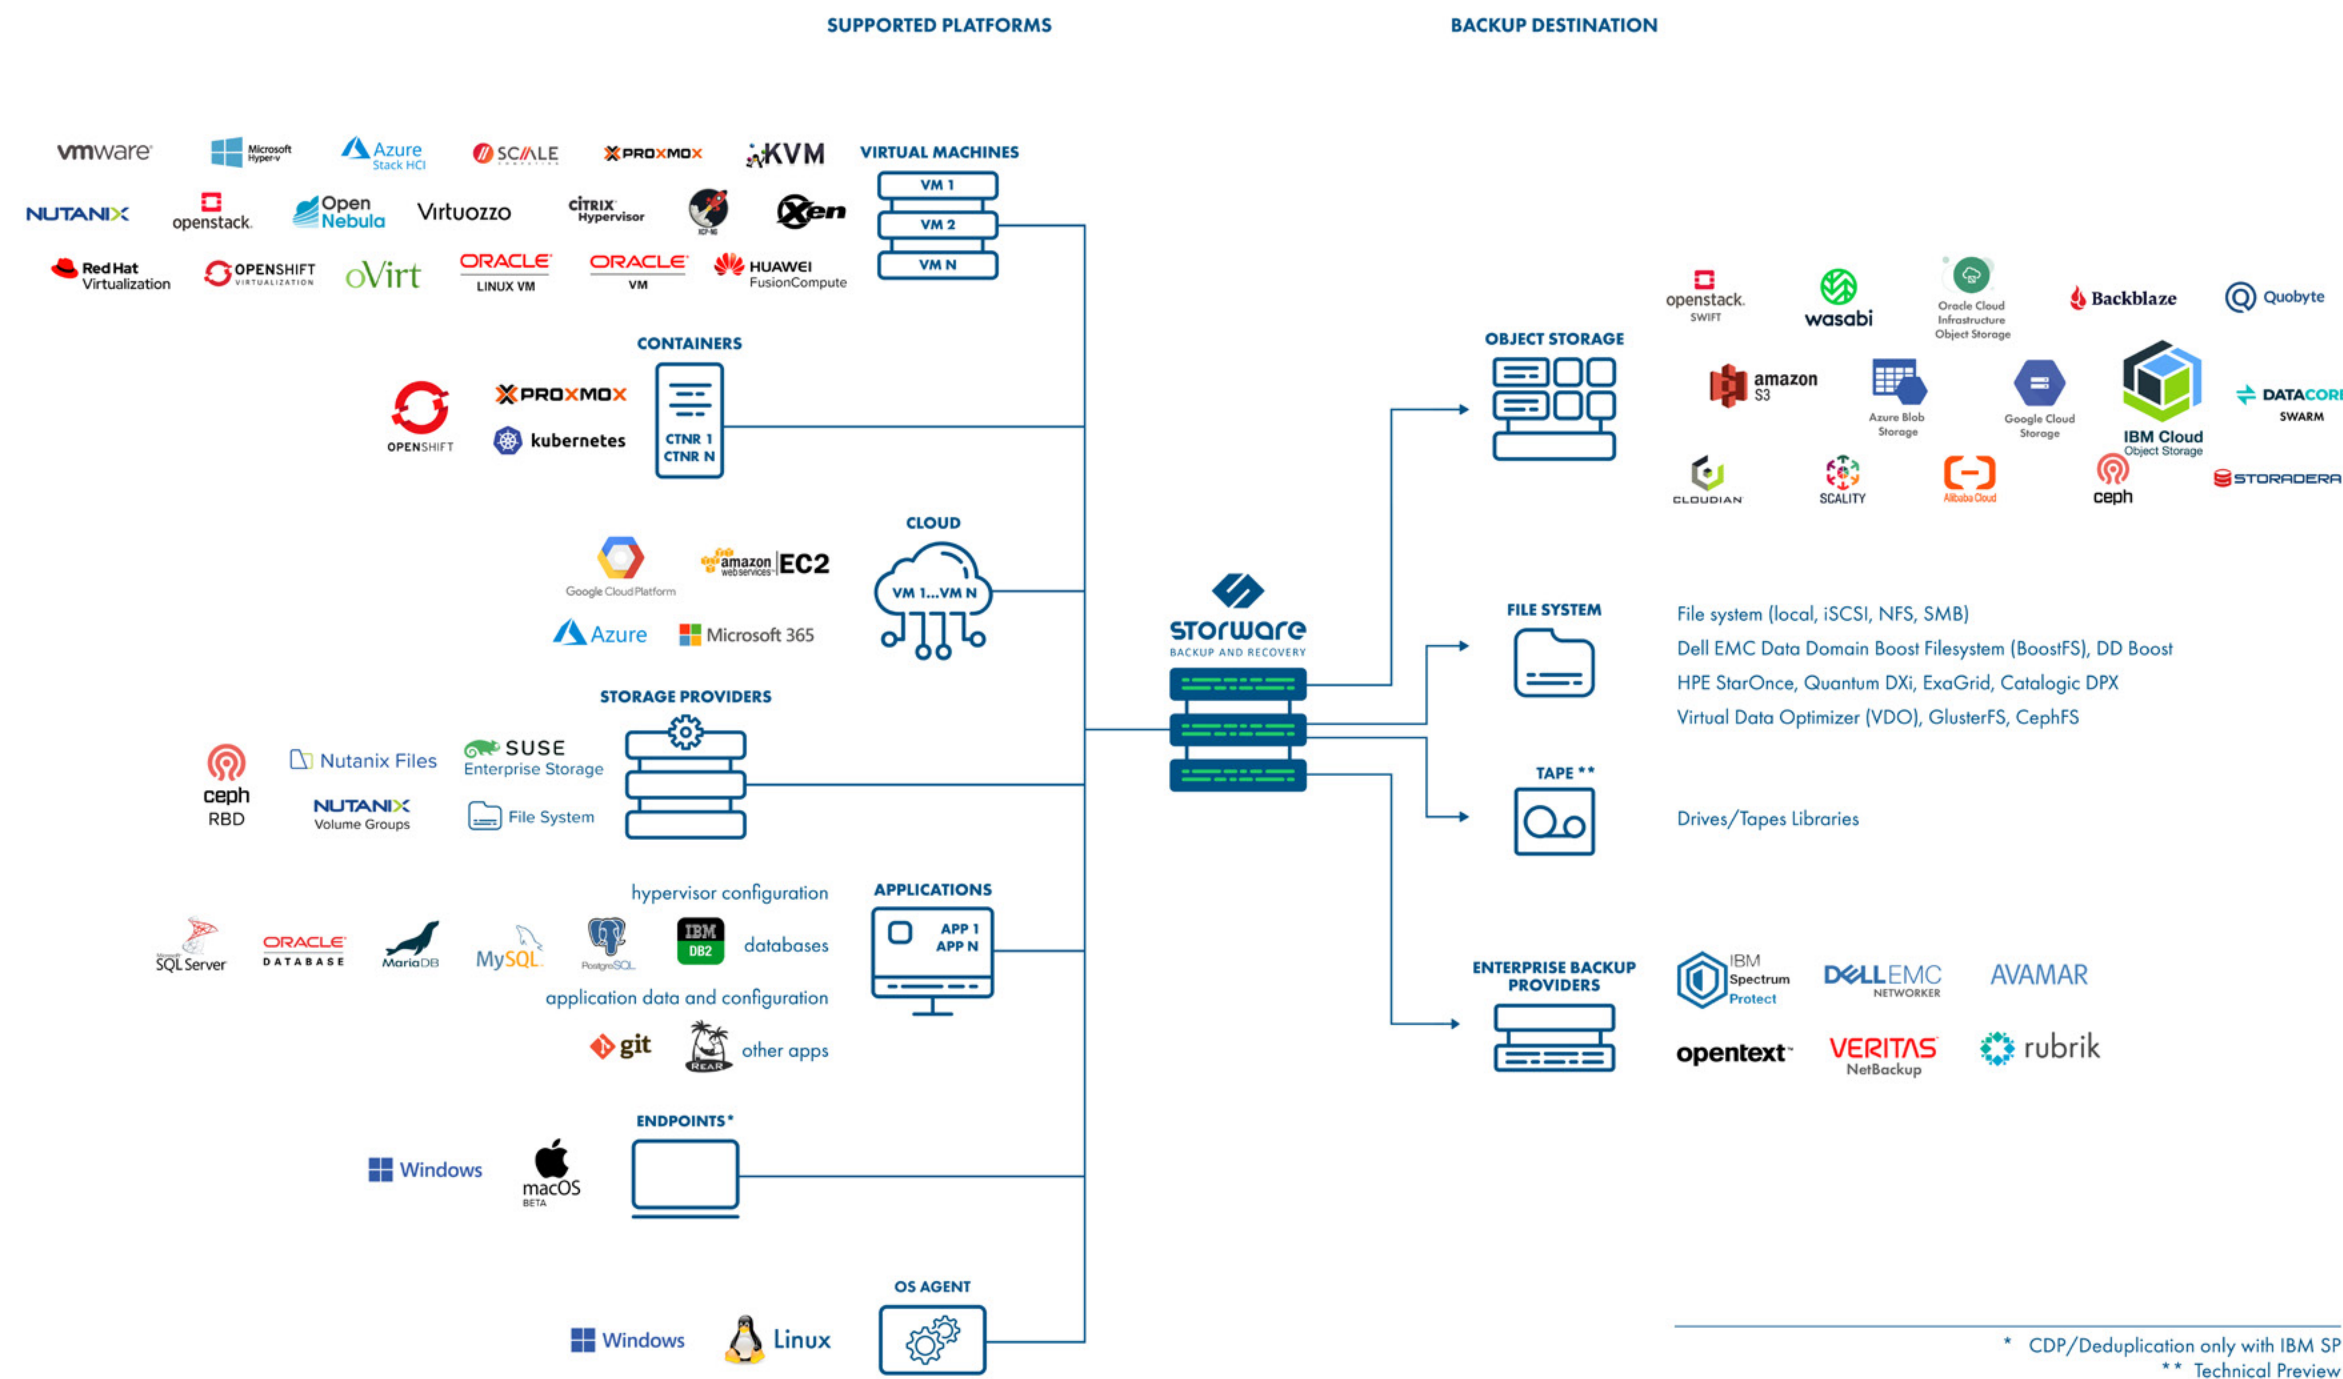 SUPPORTED PLATFORMS
BACKUP DESTINATION
vmware
Microsoft
Hyper-v
Azure
Stack HCI
SCALE
COMPUTING
PROXMOX
KVM
VIRTUAL MACHINES
VM 1
VM 2
VM N
NUTANIX
openstack.
Open
Nebula
Virtuozzo
CITRIX
Hypervisor
XCP-NG
Xen
Red Hat
Virtualization
OPENSHIFT
VIRTUALIZATION
oVirt
ORACLE
LINUX VM
ORACLE
VM
HUAWEI
FusionCompute
CONTAINERS
OPENSHIFT
PROXMOX
kubernetes
CTNR 1
CTNR N
CLOUD
Google Cloud Platform
amazon
web services
EC2
Azure
Microsoft 365
VM 1...VM N
STORAGE PROVIDERS
ceph
RBD
Nutanix Files
SUSE
Enterprise Storage
NUTANIX
Volume Groups
File System
APPLICATIONS
hypervisor configuration
Microsoft
SQL Server
ORACLE
DATABASE
MariaDB
MySQL
PostgreSQL
IBM
DB2
databases
APP 1
APP N
application data and configuration
git
REAR
other apps
ENDPOINTS*
Windows
macOS
BETA
OS AGENT
Windows
Linux
storware
BACKUP AND RECOVERY
OBJECT STORAGE
openstack.
SWIFT
wasabi
Oracle Cloud
Infrastructure
Object Storage
Backblaze
Quobyte
amazon
S3
Azure Blob
Storage
Google Cloud
Storage
IBM Cloud
Object Storage
DATACORE
SWARM
CLOUDIAN
SCALITY
Alibaba Cloud
ceph
STORADERA
FILE SYSTEM
File system (local, iSCSI, NFS, SMB)
Dell EMC Data Domain Boost Filesystem (BoostFS), DD Boost
HPE StarOnce, Quantum DXi, ExaGrid, Catalogic DPX
Virtual Data Optimizer (VDO), GlusterFS, CephFS
TAPE **
Drives/Tapes Libraries
ENTERPRISE BACKUP
PROVIDERS
IBM
Spectrum
Protect
DELLEMC
NETWORKER
AVAMAR
opentext™
VERITAS
NetBackup
rubrik
* CDP/Deduplication only with IBM SP
** Technical Preview